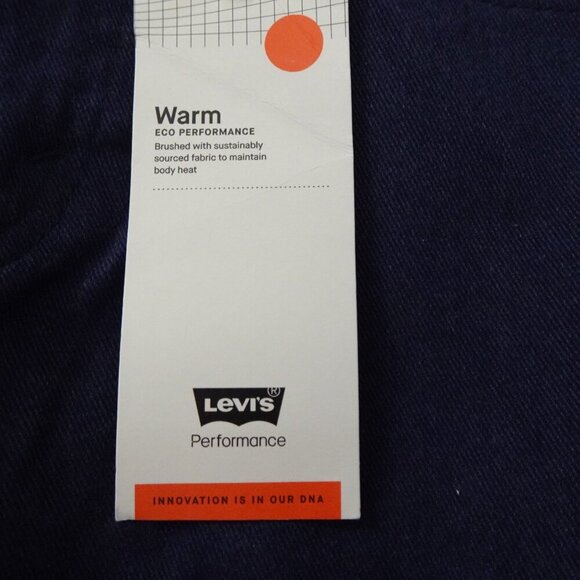 Warm
ECO PERFORMANCE
Brushed with sustainably
sourced fabric to maintain
body heat
LEVI'S®
Performance
INNOVATION IS IN OUR DNA